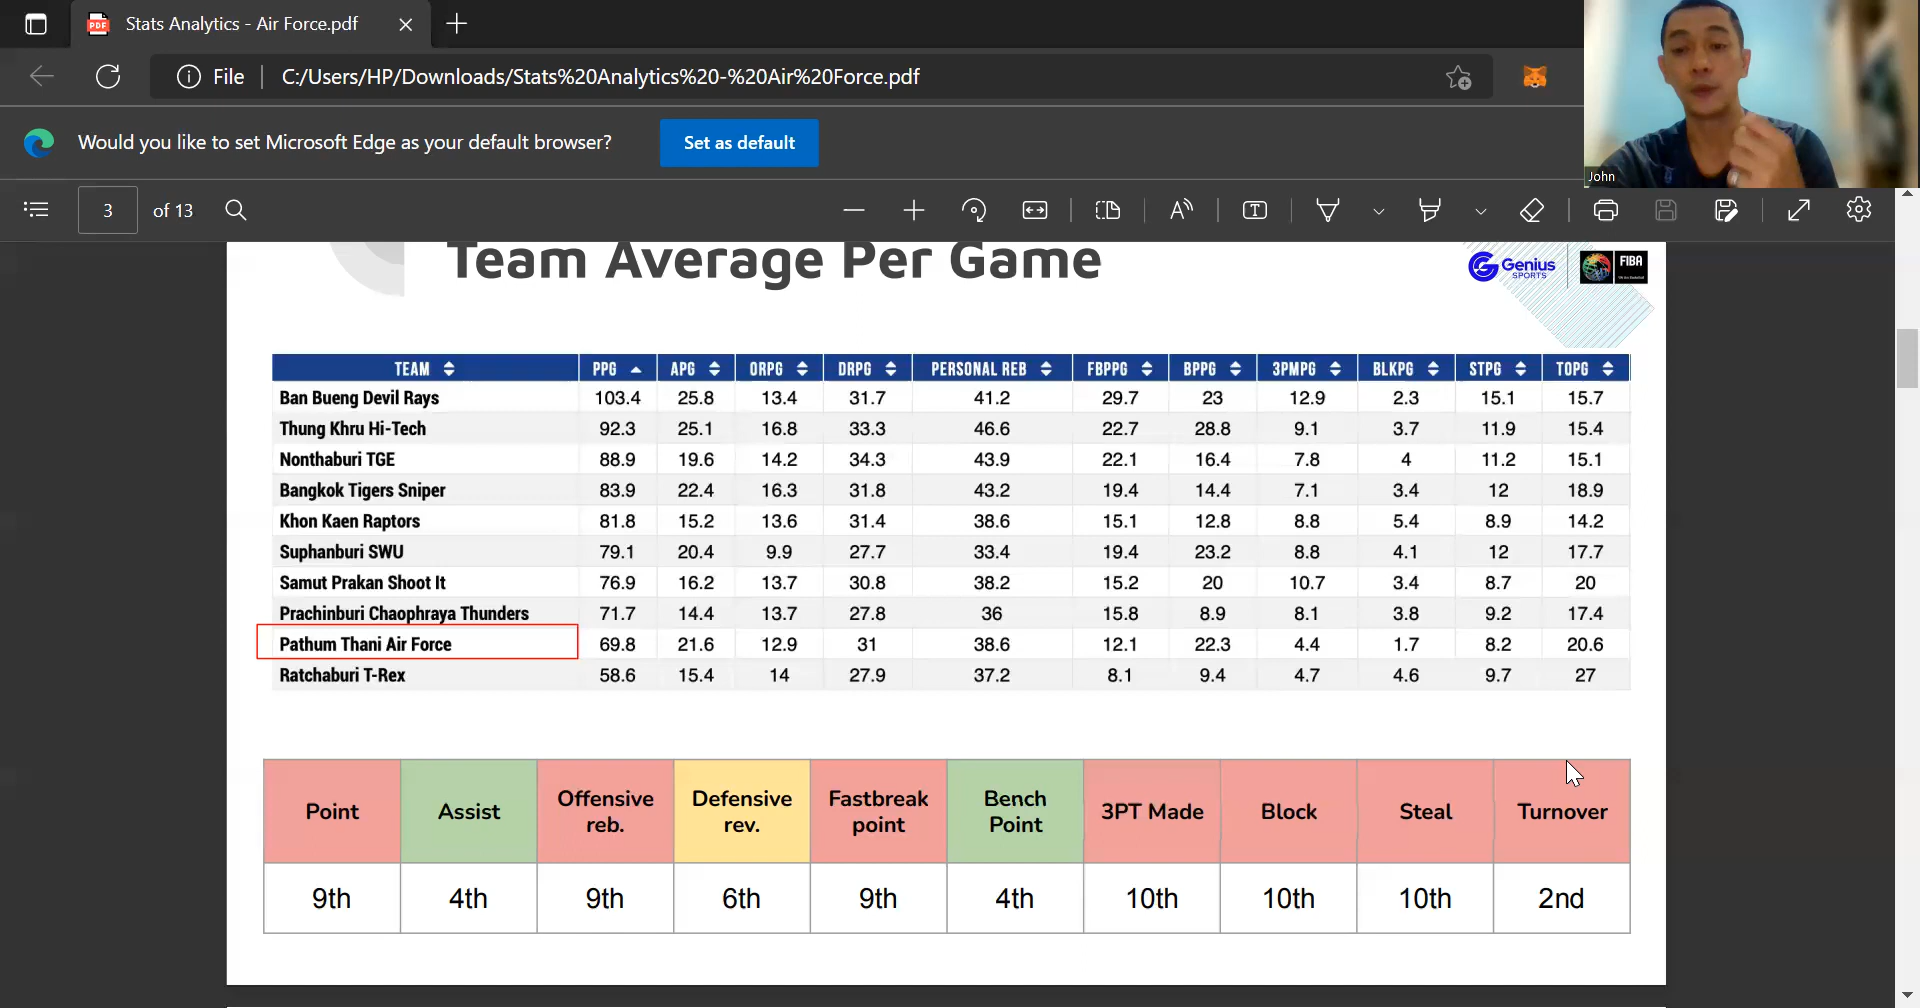 Stats Analytics - Air Force.pdf
File C:/Users/HP/Downloads/Stats%20Analytics%20-%20Air%20Force.pdf
Would you like to set Microsoft Edge as your default browser? Set as default
John
3 of 13
Team Average Per Game
Genius SPORTS FIBA
TEAM PPG APG ORPG DRPG PERSONAL REB FBPPG BPPG 3PMPG BLKPG STPG TOPG
Ban Bueng Devil Rays 103.4 25.8 13.4 31.7 41.2 29.7 23 12.9 2.3 15.1 15.7
Thung Khru Hi-Tech 92.3 25.1 16.8 33.3 46.6 22.7 28.8 9.1 3.7 11.9 15.4
Nonthaburi TGE 88.9 19.6 14.2 34.3 43.9 22.1 16.4 7.8 4 11.2 15.1
Bangkok Tigers Sniper 83.9 22.4 16.3 31.8 43.2 19.4 14.4 7.1 3.4 12 18.9
Khon Kaen Raptors 81.8 15.2 13.6 31.4 38.6 15.1 12.8 8.8 5.4 8.9 14.2
Suphanburi SWU 79.1 20.4 9.9 27.7 33.4 19.4 23.2 8.8 4.1 12 17.7
Samut Prakan Shoot It 76.9 16.2 13.7 30.8 38.2 15.2 20 10.7 3.4 8.7 20
Prachinburi Chaophraya Thunders 71.7 14.4 13.7 27.8 36 15.8 8.9 8.1 3.8 9.2 17.4
Pathum Thani Air Force 69.8 21.6 12.9 31 38.6 12.1 22.3 4.4 1.7 8.2 20.6
Ratchaburi T-Rex 58.6 15.4 14 27.9 37.2 8.1 9.4 4.7 4.6 9.7 27
Point Assist Offensive reb. Defensive rev. Fastbreak point Bench Point 3PT Made Block Steal Turnover
9th 4th 9th 6th 9th 4th 10th 10th 10th 2nd